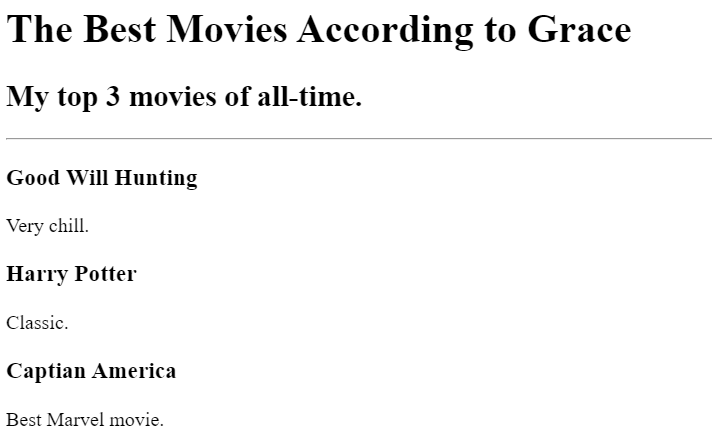 The Best Movies According to Grace
My top 3 movies of all-time.
Good Will Hunting
Very chill.
Harry Potter
Classic.
Captian America
Best Marvel movie.